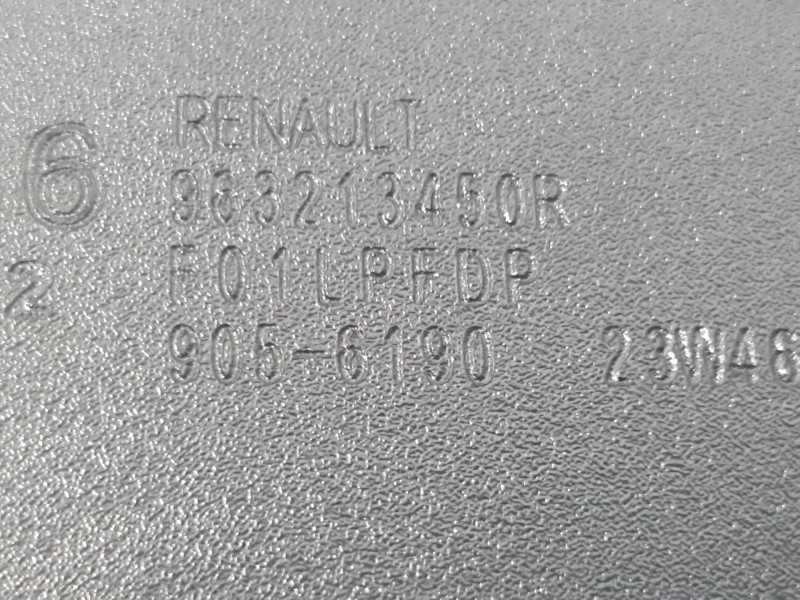 6
RENAULT
963213450R
2
F01LPFDP
905-6190 23W48